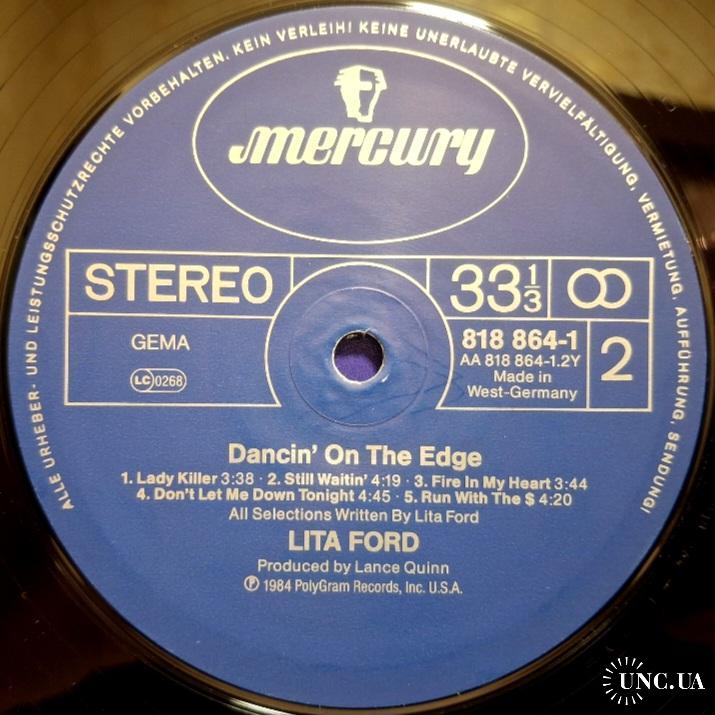 ALLE URHEBER- UND LEISTUNGSSCHUTZRECHTE VORBEHALTEN. KEIN VERLEIH! KEINE UNERLAUBTE VERVIELFÄLTIGUNG, VERMIETUNG, AUFFÜHRUNG, SENDUNG!
mercury
STEREO
33 1/3
GEMA
LC 0268
818 864-1
AA 818 864-1.2Y
Made in
West-Germany
2
Dancin' On The Edge
1. Lady Killer 3:38 · 2. Still Waitin' 4:19 · 3. Fire In My Heart 3:44
4. Don't Let Me Down Tonight 4:45 · 5. Run With The $ 4:20
All Selections Written By Lita Ford
LITA FORD
Produced by Lance Quinn
℗ 1984 PolyGram Records, Inc. U.S.A.
UNC.UA